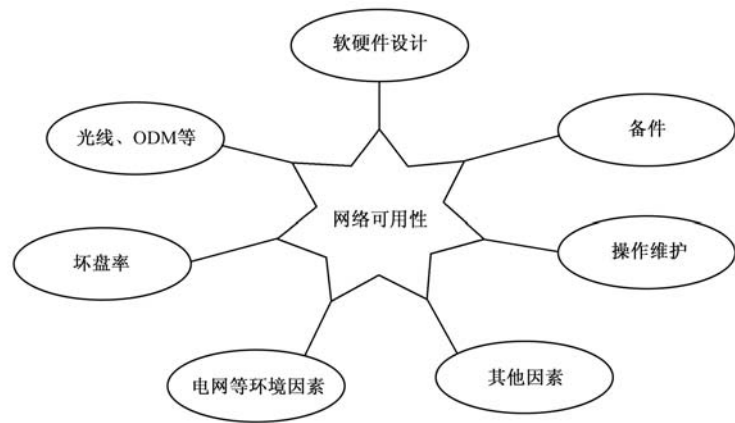 软硬件设计
光线、ODM等
备件
网络可用性
坏盘率
操作维护
电网等环境因素
其他因素